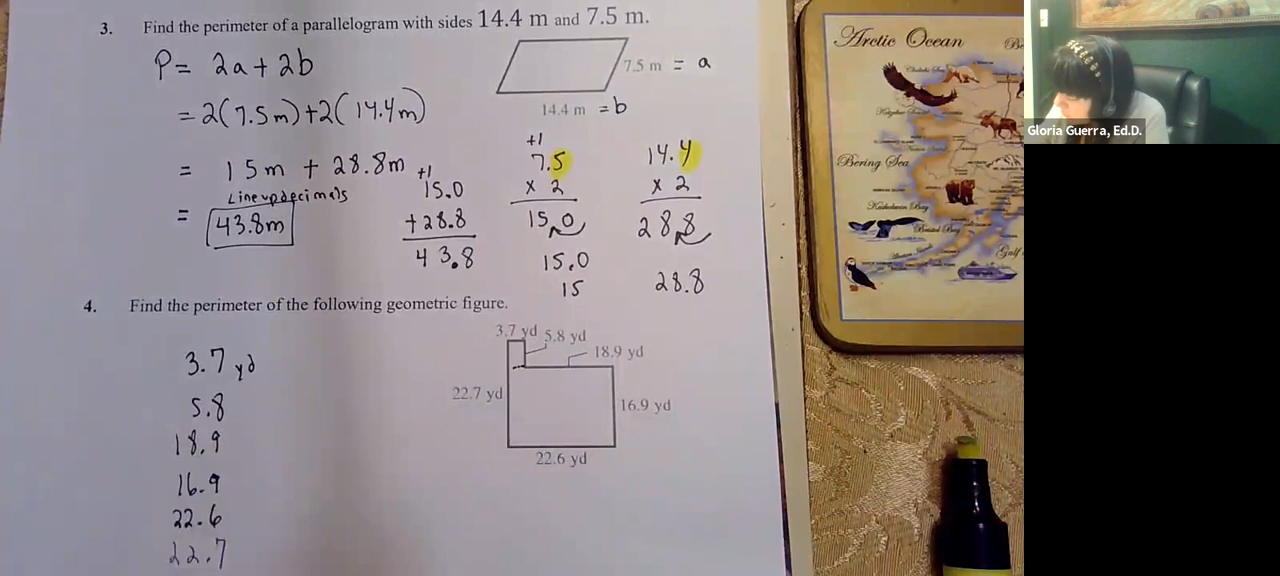 3. Find the perimeter of a parallelogram with sides 14.4 m and 7.5 m.
P = 2a + 2b
7.5 m = a
= 2(7.5m)+2(14.4m)
14.4 m = b
= 15m + 28.8m
Line up decimals
= 43.8m
+1
15.0
+28.8
43.8
+1
7.5
x 2
15.0
15.0
15
14.4
x 2
28.8
28.8
4. Find the perimeter of the following geometric figure.
3.7 yd
5.8 yd
18.9 yd
22.7 yd
16.9 yd
22.6 yd
3.7 yd
5.8
18.9
16.9
22.6
22.7
Arctic Ocean
Bering Sea
Kuskokwim Bay
Bristol Bay
Gulf
Gloria Guerra, Ed.D.